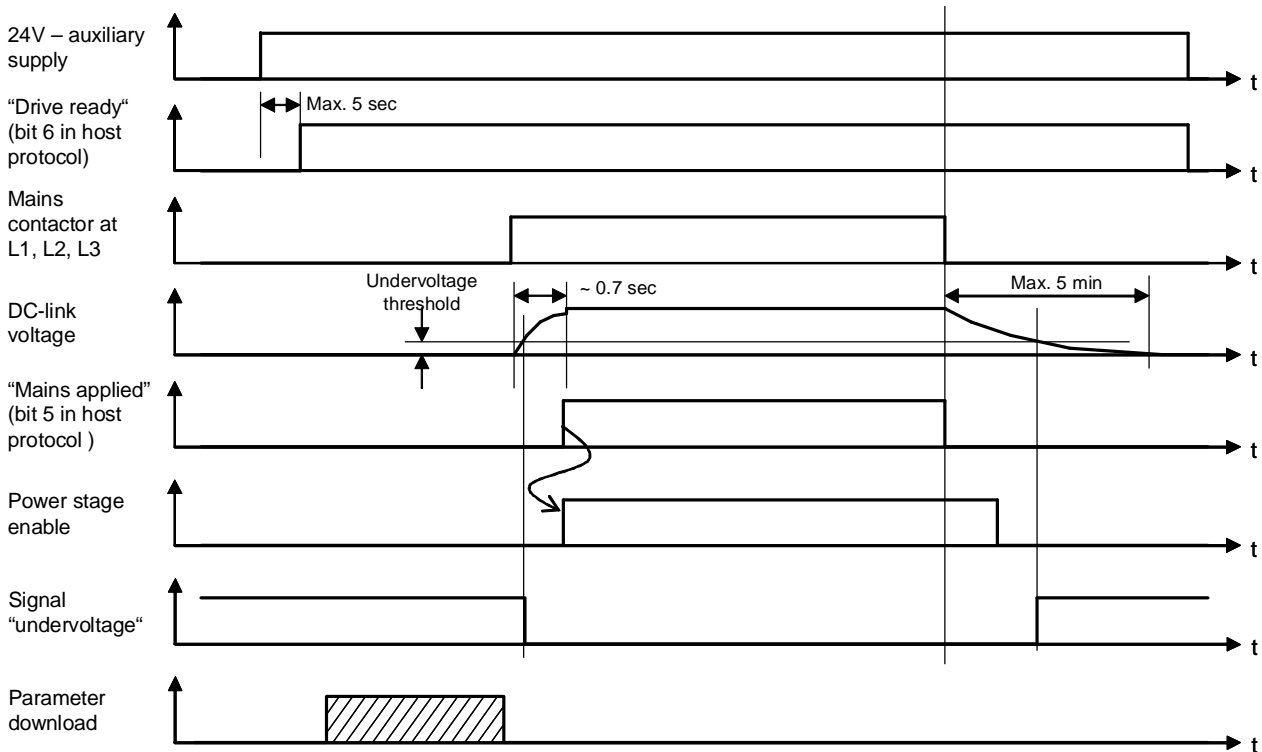 24V – auxiliary
supply
t
“Drive ready“
(bit 6 in host
protocol)
Max. 5 sec
t
Mains
contactor at
L1, L2, L3
t
DC-link
voltage
Undervoltage
threshold
~ 0.7 sec
Max. 5 min
t
“Mains applied”
(bit 5 in host
protocol )
t
Power stage
enable
t
Signal
“undervoltage“
t
Parameter
download
t